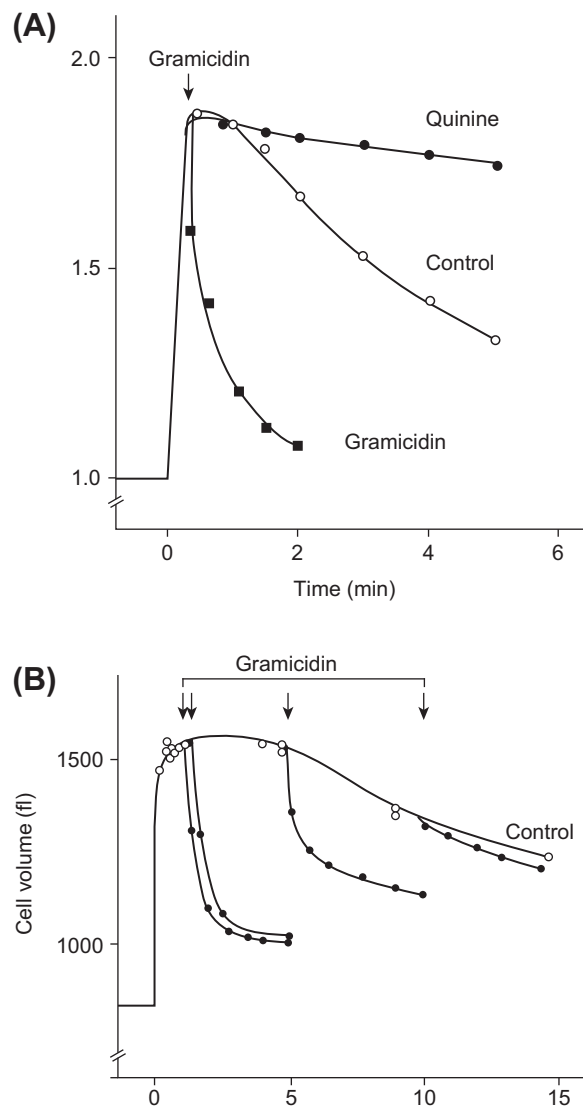 (A)
2.0
Gramicidin
Quinine
1.5
Control
Gramicidin
1.0
0 2 4 6
Time (min)
(B)
Gramicidin
1500
Cell volume (fl)
Control
1000
0 5 10 15